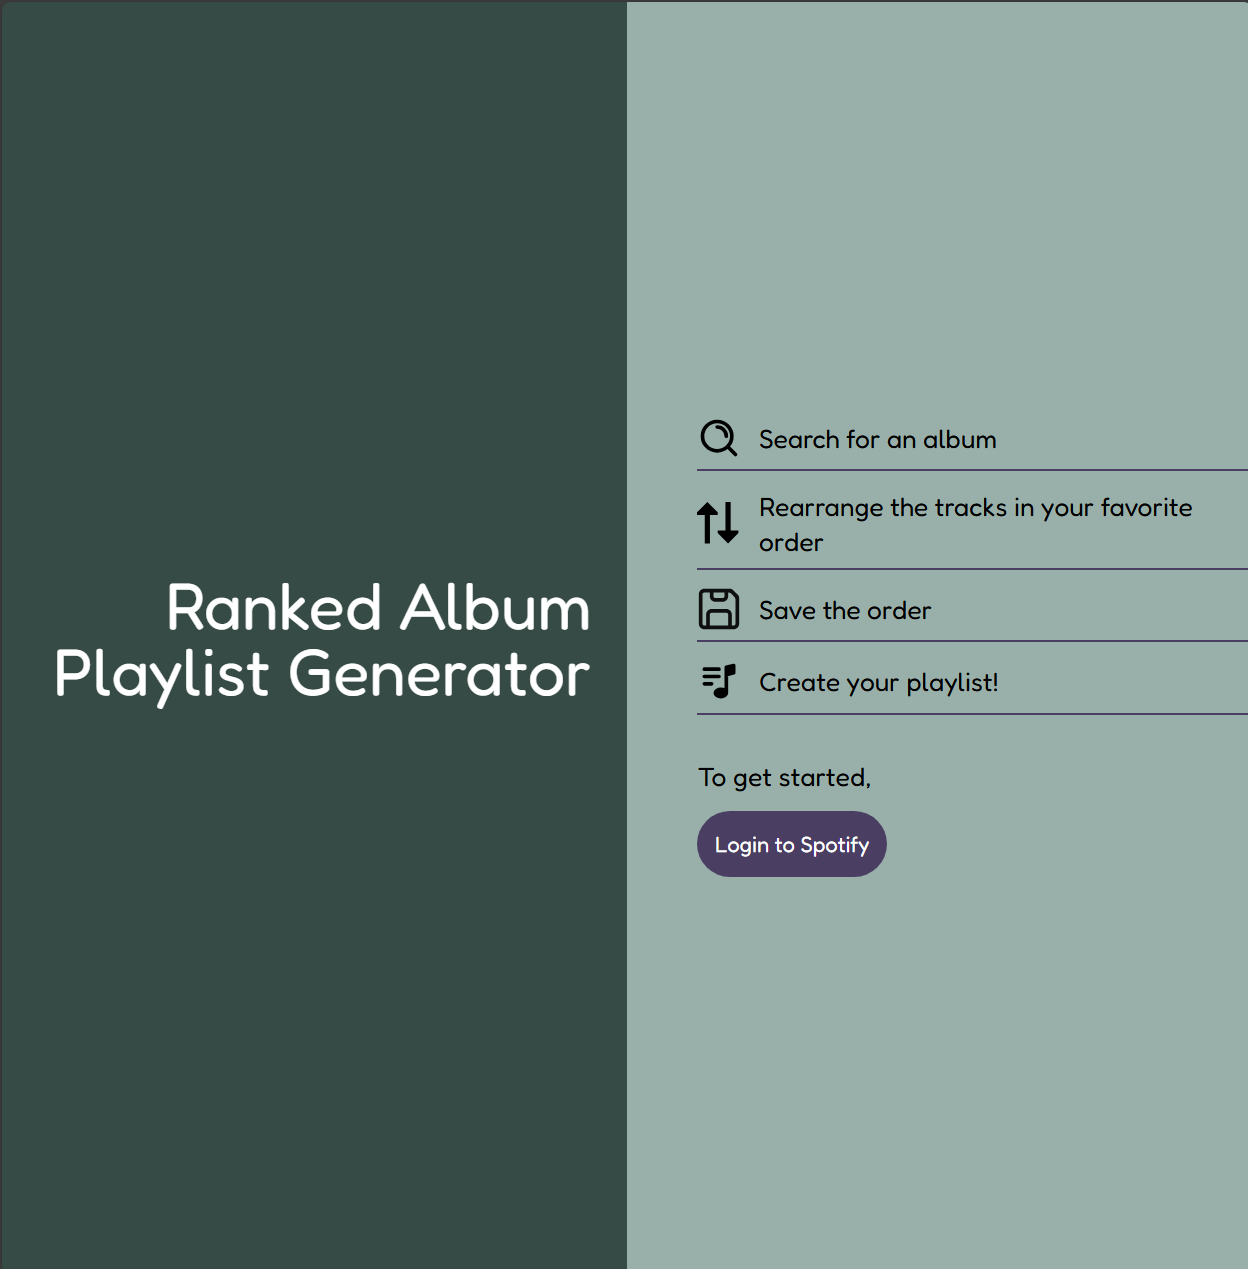 Ranked Album
Playlist Generator
Search for an album
Rearrange the tracks in your favorite
order
Save the order
Create your playlist!
To get started,
Login to Spotify